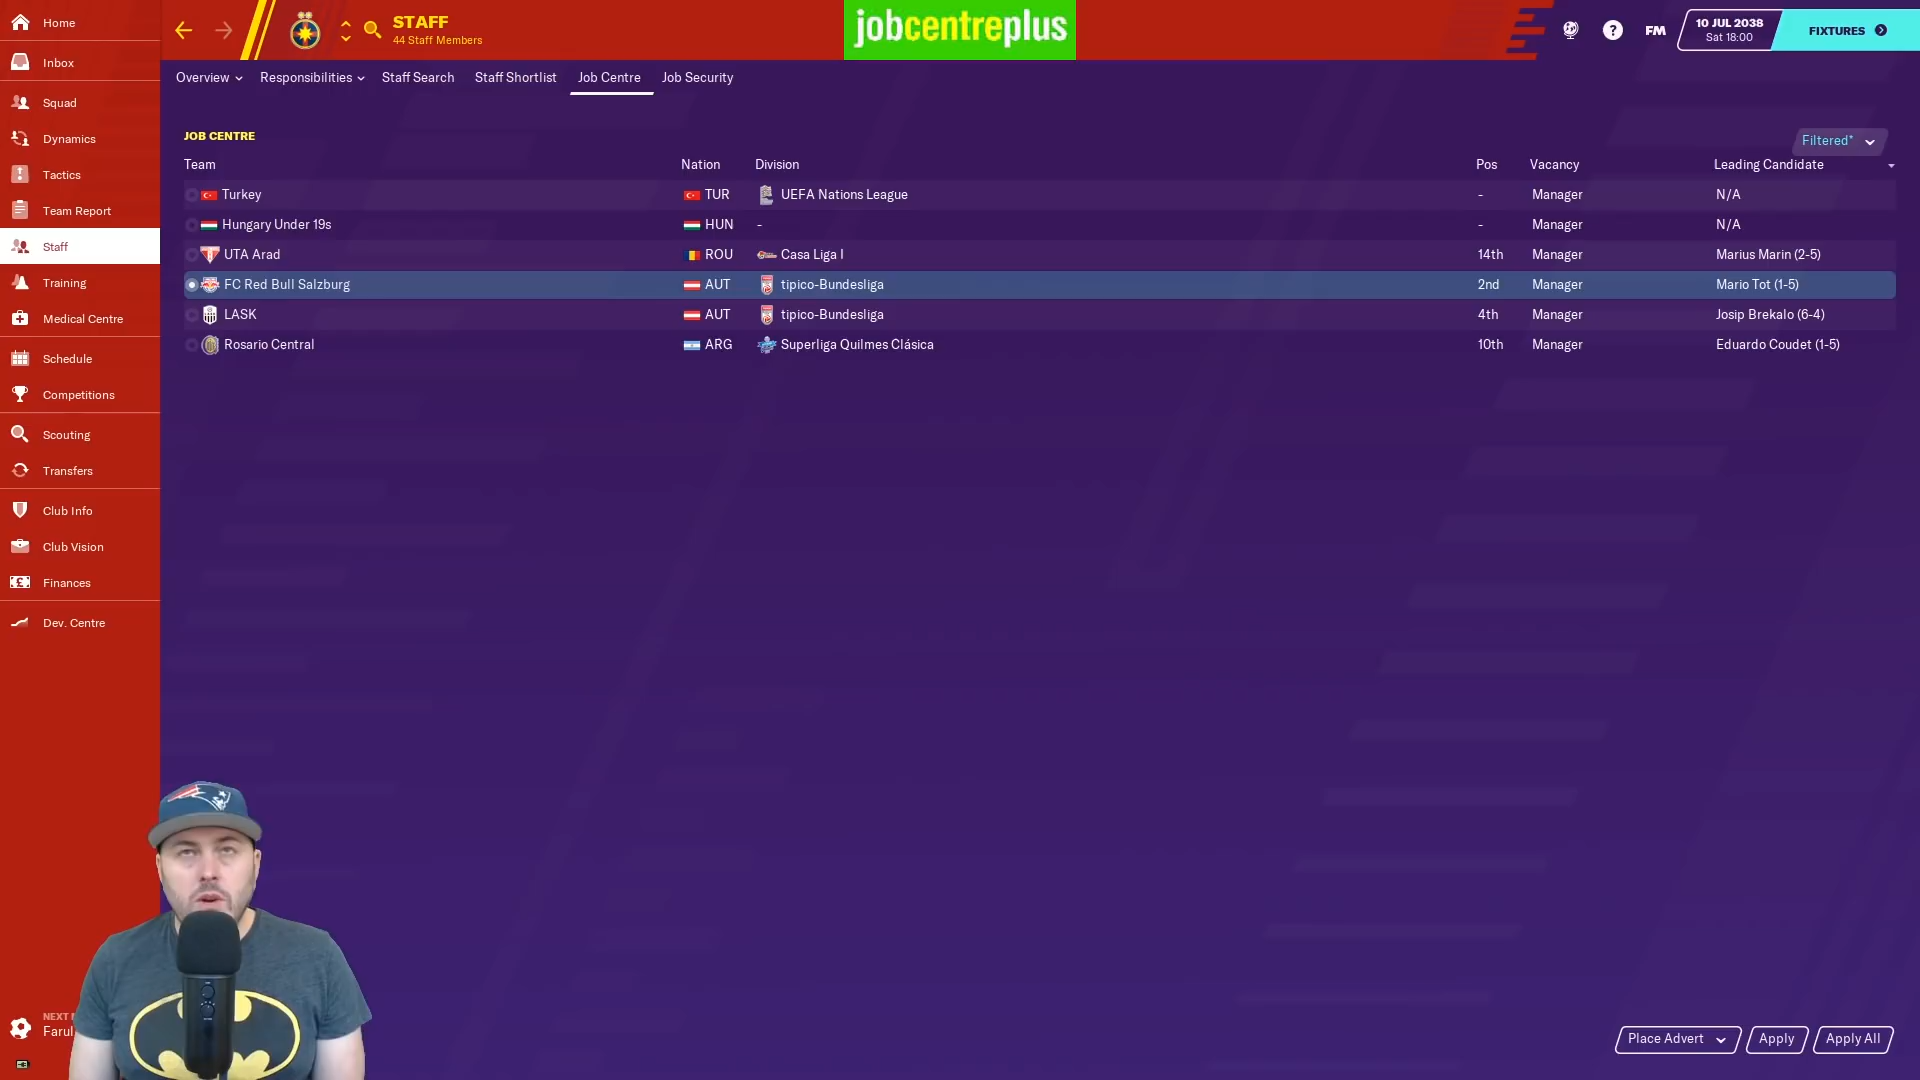 Home
Inbox
Squad
Dynamics
Tactics
Team Report
Staff
Training
Medical Centre
Schedule
Competitions
Scouting
Transfers
Club Info
Club Vision
Finances
Dev. Centre
Farul
STAFF
44 Staff Members
jobcentreplus
?
FM
10 JUL 2038
Sat 18:00
FIXTURES
Overview Responsibilities Staff Search Staff Shortlist Job Centre Job Security
JOB CENTRE
Filtered*
Team Nation Division Pos Vacancy Leading Candidate
Turkey TUR UEFA Nations League - Manager N/A
Hungary Under 19s HUN - - Manager N/A
UTA Arad ROU Casa Liga I 14th Manager Marius Marin (2-5)
FC Red Bull Salzburg AUT tipico-Bundesliga 2nd Manager Mario Tot (1-5)
LASK AUT tipico-Bundesliga 4th Manager Josip Brekalo (6-4)
Rosario Central ARG Superliga Quilmes Clásica 10th Manager Eduardo Coudet (1-5)
NEXT
Place Advert Apply Apply All